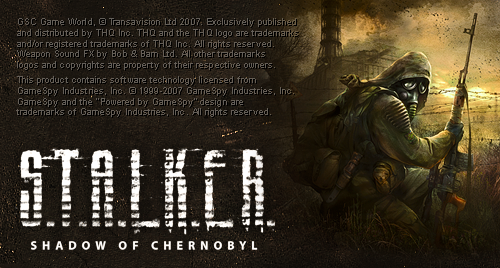 GSC Game World, © Transavision Ltd 2007. Exclusively published
and distributed by THQ Inc. THQ and the THQ logo are trademarks
and/or registered trademarks of THQ Inc. All rights reserved.
Weapon Sound FX by Bob & Bam Ltd. All other trademarks
logos and copyrights are property of their respective owners.
This product contains software technology licensed from
GameSpy Industries, Inc. © 1999-2007 GameSpy Industries, Inc.
GameSpy and the "Powered by GameSpy" design are
trademarks of GameSpy Industries, Inc. All rights reserved.
S.T.A.L.K.E.R.
SHADOW OF CHERNOBYL